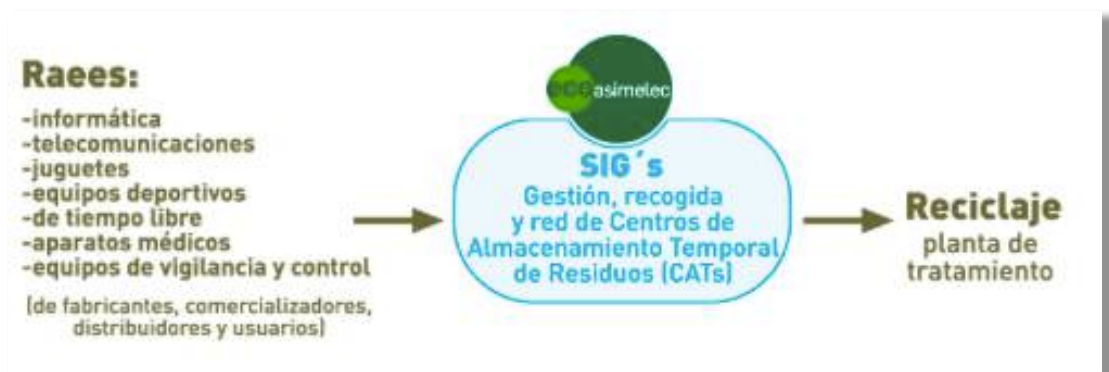 Raees:
-informática
-telecomunicaciones
-juguetes
-equipos deportivos
-de tiempo libre
-aparatos médicos
-equipos de vigilancia y control
(de fabricantes, comercializadores,
distribuidores y usuarios)
eco asimelec
SIG´s
Gestión, recogida
y red de Centros de
Almacenamiento Temporal
de Residuos (CATs)
Reciclaje
planta de
tratamiento